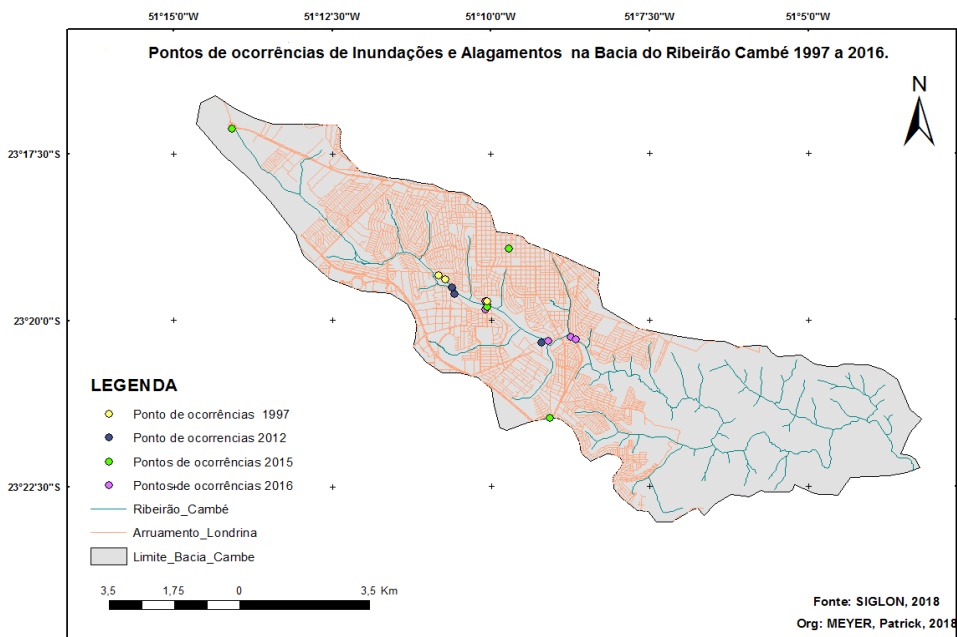 51°15'0"W 51°12'30"W 51°10'0"W 51°7'30"W 51°5'0"W
Pontos de ocorrências de Inundações e Alagamentos na Bacia do Ribeirão Cambé 1997 a 2016.
N
23°17'30"S
23°20'0"S
23°22'30"S
LEGENDA
Ponto de ocorrências 1997
Ponto de ocorrencias 2012
Pontos de ocorrências 2015
Pontos de ocorrências 2016
Ribeirão_Cambé
Arruamento_Londrina
Limite_Bacia_Cambe
3,5 1,75 0 3,5 Km
Fonte: SIGLON, 2018
Org: MEYER, Patrick, 2018